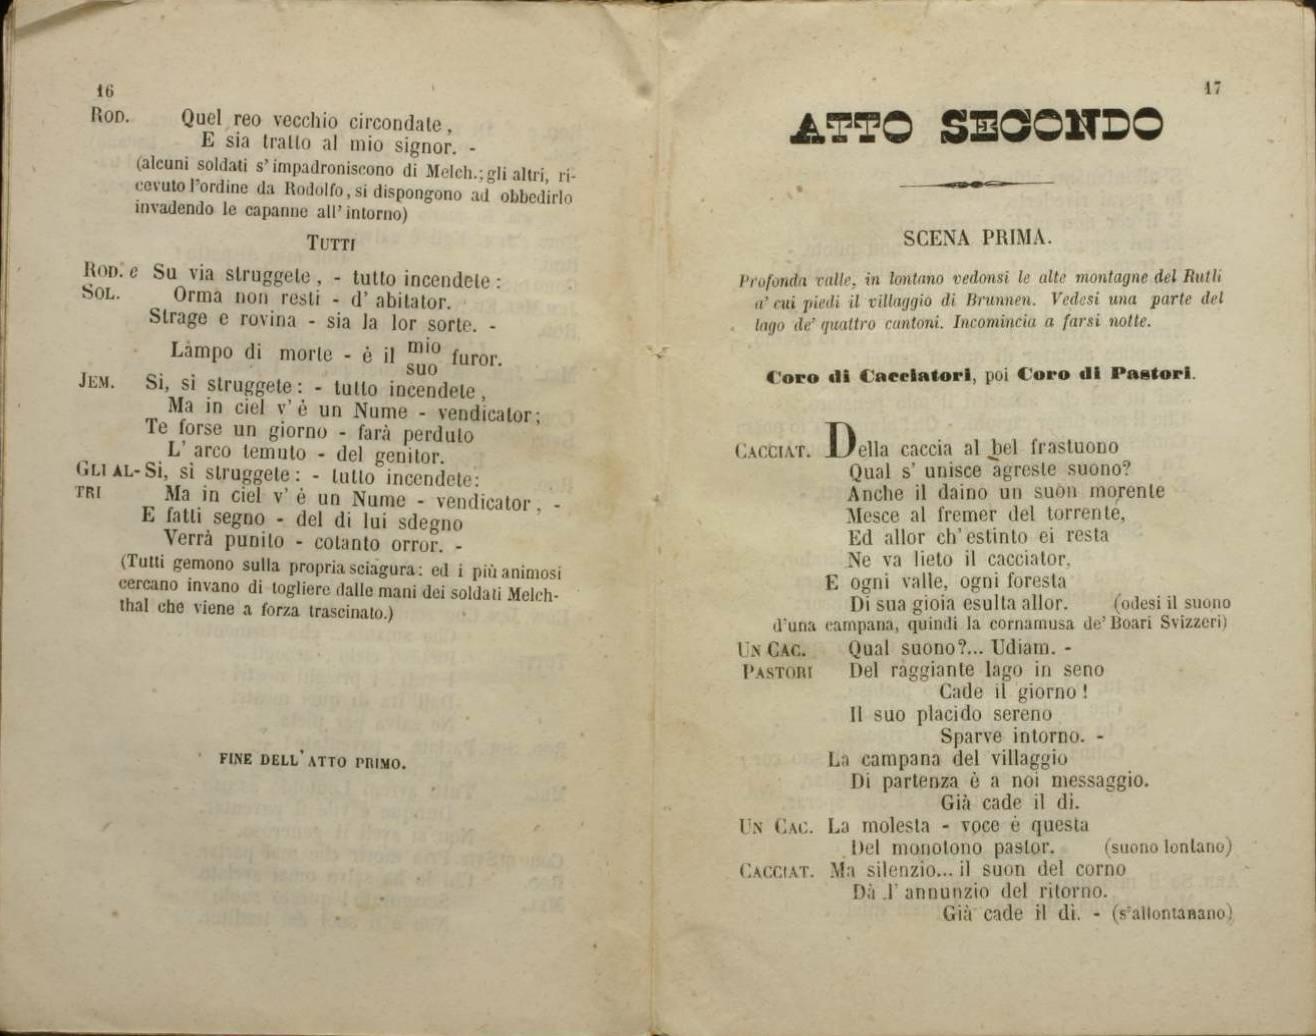 16
ROD. Quel reo vecchio circondate,
E sia tratto al mio signor. -
(alcuni soldati s' impadroniscono di Melch.; gli altri, ri-
cevuto l'ordine da Rodolfo, si dispongono ad obbedirlo
invadendo le capanne all' intorno)
TUTTI
ROD. e Su via struggete, - tutto incendete:
SOL. Orma non resti - d' abitator.
Strage e rovina - sia la lor sorte. -
Lampo di morte - è il mio furor.
suo
JEM. Si, si struggete: - tutto incendete,
Ma in ciel v' è un Nume - vendicator;
Te forse un giorno - farà perduto
L' arco temuto - del genitor.
GLI AL- Si, si struggete: - tutto incendete:
TRI Ma in ciel v' è un Nume - vendicator, -
E fatti segno - del di lui sdegno
Verrà punito - cotanto orror. -
(Tutti gemono sulla propria sciagura: ed i più animosi
cercano invano di togliere dalle mani dei soldati Melch-
thal che viene a forza trascinato.)
FINE DELL' ATTO PRIMO.
17
ATTO SECONDO
SCENA PRIMA.
Profonda valle, in lontano vedonsi le alte montagne del Rutli
a' cui piedi il villaggio di Brunnen. Vedesi una parte del
lago de' quattro cantoni. Incomincia a farsi notte.
Coro di Cacciatori, poi Coro di Pastori.
CACCIAT. Della caccia al bel frastuono
Qual s' unisce agreste suono?
Anche il daino un suon morente
Mesce al fremer del torrente,
Ed allor ch' estinto ei resta
Ne va lieto il cacciator,
E ogni valle, ogni foresta
Di sua gioia esulta allor. (odesi il suono
d'una campana, quindi la cornamusa de' Boari Svizzeri)
UN CAC. Qual suono?... Udiam. -
PASTORI Del raggiante lago in seno
Cade il giorno!
Il suo placido sereno
Sparve intorno. -
La campana del villaggio
Di partenza è a noi messaggio.
Già cade il dì.
UN CAC. La molesta - voce è questa
Del monotono pastor. (suono lontano)
CACCIAT. Ma silenzio... il suon del corno
Dà l' annunzio del ritorno.
Già cade il dì. - (s'allontanano)